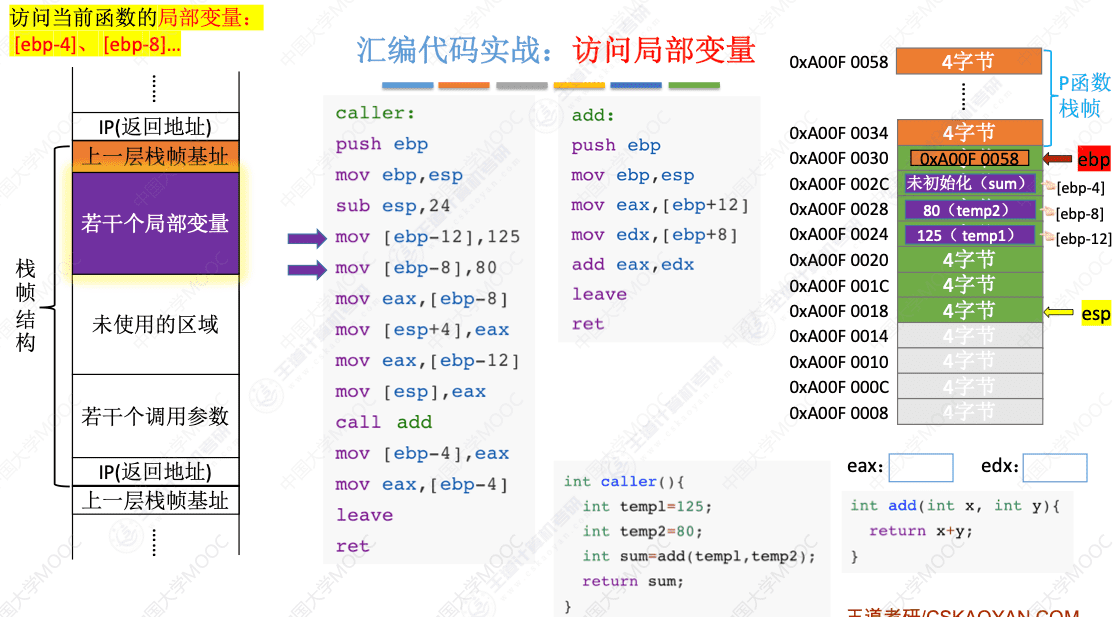 访问当前函数的局部变量：
[ebp-4]、[ebp-8]…
汇编代码实战：访问局部变量
IP(返回地址)
上一层栈帧基址
若干个局部变量
未使用的区域
若干个调用参数
IP(返回地址)
上一层栈帧基址
栈帧结构
caller:
push ebp
mov ebp,esp
sub esp,24
mov [ebp-12],125
mov [ebp-8],80
mov eax,[ebp-8]
mov [esp+4],eax
mov eax,[ebp-12]
mov [esp],eax
call add
mov [ebp-4],eax
mov eax,[ebp-4]
leave
ret
add:
push ebp
mov ebp,esp
mov eax,[ebp+12]
mov edx,[ebp+8]
add eax,edx
leave
ret
int caller(){
int temp1=125;
int temp2=80;
int sum=add(temp1,temp2);
return sum;
}
0xA00F 0058 4字节
P函数
栈帧
0xA00F 0034 4字节
0xA00F 0030 0xA00F 0058 ebp
0xA00F 002C 未初始化（sum） [ebp-4]
0xA00F 0028 80（temp2） [ebp-8]
0xA00F 0024 125（ temp1） [ebp-12]
0xA00F 0020 4字节
0xA00F 001C 4字节
0xA00F 0018 4字节 esp
0xA00F 0014 4字节
0xA00F 0010 4字节
0xA00F 000C 4字节
0xA00F 0008 4字节
eax: edx:
int add(int x, int y){
return x+y;
}
王道考研/CSKAOYAN.COM